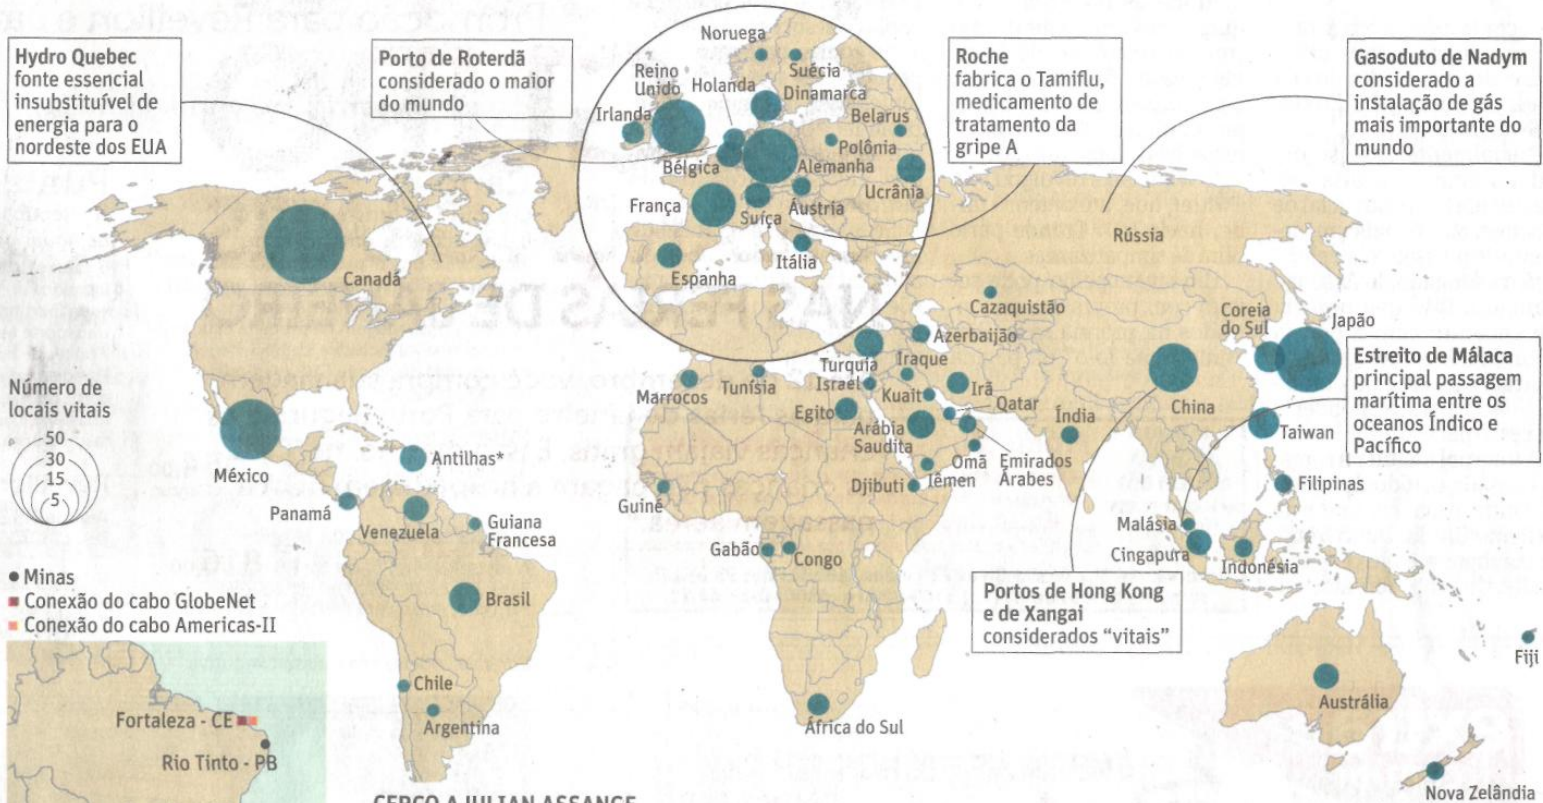 Hydro Quebec
fonte essencial
insubstituível de
energia para o
nordeste dos EUA
Porto de Roterdã
considerado o maior
do mundo
Roche
fabrica o Tamiflu,
medicamento de
tratamento da
gripe A
Gasoduto de Nadym
considerado a
instalação de gás
mais importante do
mundo
Noruega
Suécia
Reino
Unido
Holanda
Dinamarca
Irlanda
Belarus
Polônia
Bélgica
Alemanha
Ucrânia
França
Suíça
Áustria
Itália
Espanha
Rússia
Canadá
Cazaquistão
Coreia
do Sul
Japão
Azerbaijão
Turquia
Iraque
Israel
Irã
Marrocos
Tunísia
Kuait
Qatar
Egito
China
Índia
Arábia
Saudita
Taiwan
Estreito de Málaca
principal passagem
marítima entre os
oceanos Índico e
Pacífico
Número de
locais vitais
50
30
15
5
México
Antilhas*
Omã
Emirados
Árabes
Iêmen
Djibuti
Filipinas
Panamá
Venezuela
Guiana
Francesa
Guiné
Malásia
Cingapura
Indonésia
Gabão
Congo
Brasil
Portos de Hong Kong
e de Xangai
considerados “vitais”
Minas
Conexão do cabo GlobeNet
Conexão do cabo Americas-II
Fiji
Chile
Argentina
África do Sul
Austrália
Fortaleza - CE
Rio Tinto - PB
Nova Zelândia
CERCO A JULIAN ASSANGE